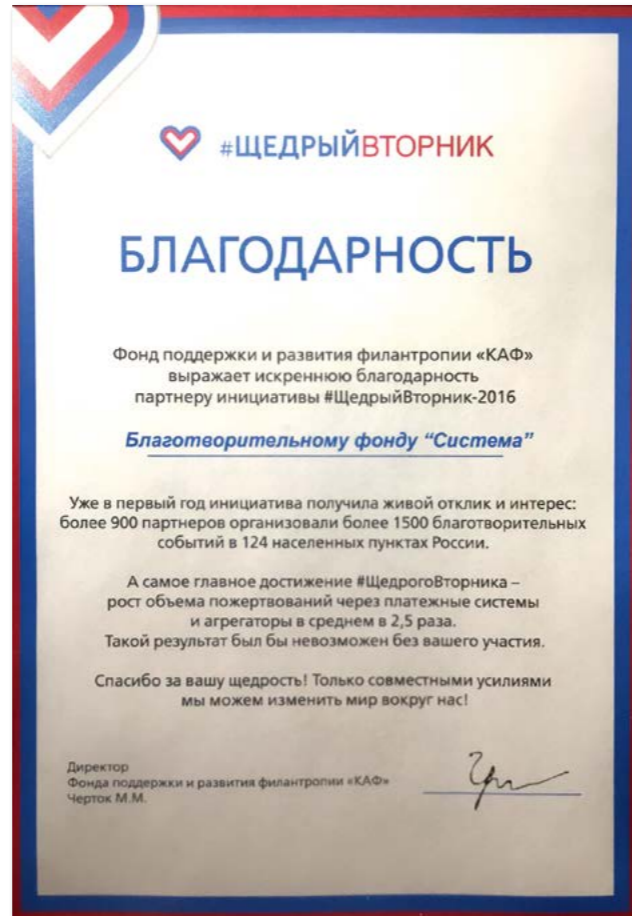 #ЩЕДРЫЙВТОРНИК
БЛАГОДАРНОСТЬ
Фонд поддержки и развития филантропии «КАФ»
выражает искреннюю благодарность
партнеру инициативы #ЩедрыйВторник-2016
Благотворительному фонду “Система”
Уже в первый год инициатива получила живой отклик и интерес:
более 900 партнеров организовали более 1500 благотворительных
событий в 124 населенных пунктах России.
А самое главное достижение #ЩедрогоВторника –
рост объема пожертвований через платежные системы
и агрегаторы в среднем в 2,5 раза.
Такой результат был бы невозможен без вашего участия.
Спасибо за вашу щедрость! Только совместными усилиями
мы можем изменить мир вокруг нас!
Директор
Фонда поддержки и развития филантропии «КАФ»
Черток М.М.